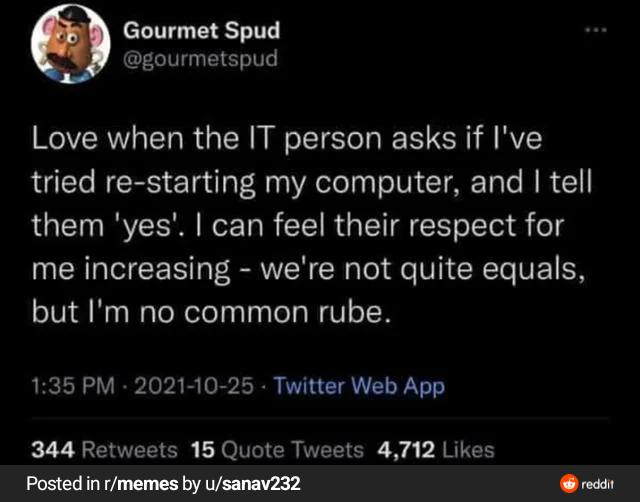 Gourmet Spud
@gourmetspud
Love when the IT person asks if I've
tried re-starting my computer, and I tell
them 'yes'. I can feel their respect for
me increasing - we're not quite equals,
but I'm no common rube.
1:35 PM · 2021-10-25 · Twitter Web App
344 Retweets 15 Quote Tweets 4,712 Likes
Posted in r/memes by u/sanav232
reddit